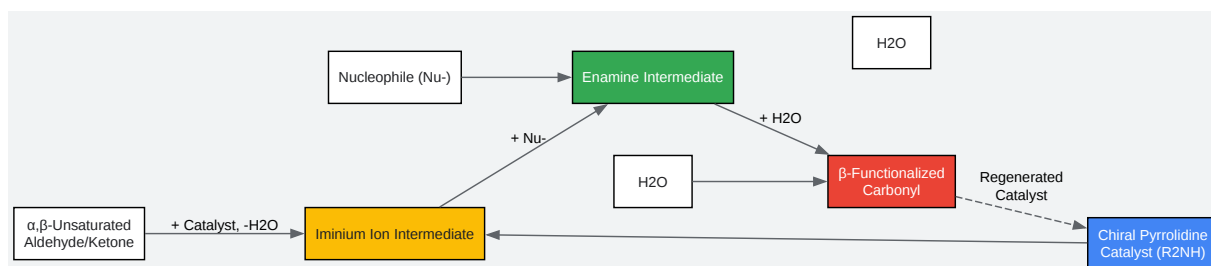 H2O
Nucleophile (Nu-)
Enamine Intermediate
+ H2O
+ Nu-
H2O
β-Functionalized
Carbonyl
Regenerated
Catalyst
α,β-Unsaturated
Aldehyde/Ketone
+ Catalyst, -H2O
Iminium Ion Intermediate
Chiral Pyrrolidine
Catalyst (R2NH)